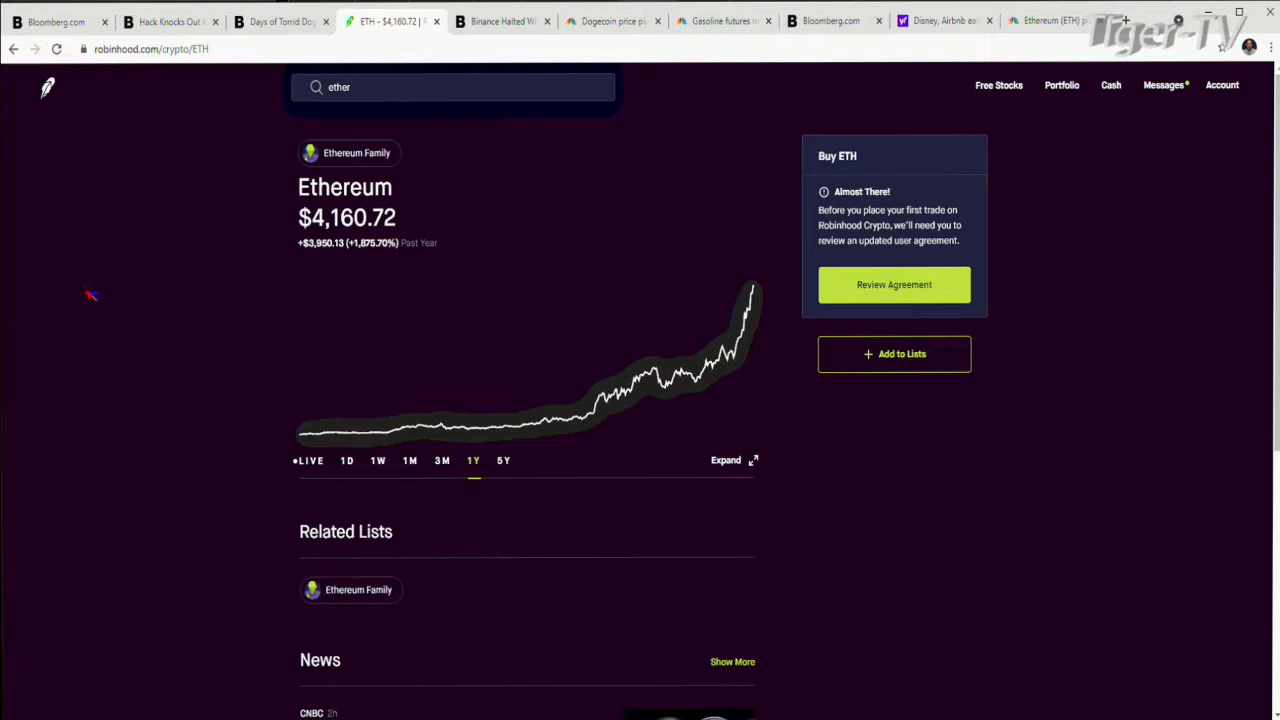 Bloomberg.com
Hack Knocks Out F
Days of Torrid Dog
ETH - $4,160.72 | R
Binance Halted Wi
Dogecoin price pl
Gasoline futures ru
Bloomberg.com
Disney, Airbnb ear
Ethereum (ETH) p
Tiger-TV
robinhood.com/crypto/ETH
ether
Free Stocks
Portfolio
Cash
Messages
Account
Ethereum Family
Ethereum
$4,160.72
+$3,950.13 (+1,875.70%) Past Year
Buy ETH
Almost There!
Before you place your first trade on
Robinhood Crypto, we'll need you to
review an updated user agreement.
Review Agreement
+ Add to Lists
LIVE 1D 1W 1M 3M 1Y 5Y
Expand
Related Lists
Ethereum Family
News
Show More
CNBC 2h